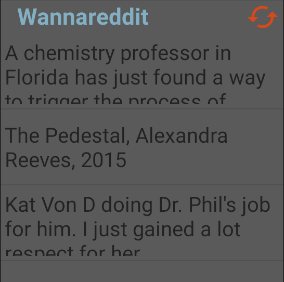 Wannareddit
A chemistry professor in
Florida has just found a way
to trigger the process of
The Pedestal, Alexandra
Reeves, 2015
Kat Von D doing Dr. Phil's job
for him. I just gained a lot
respect for her